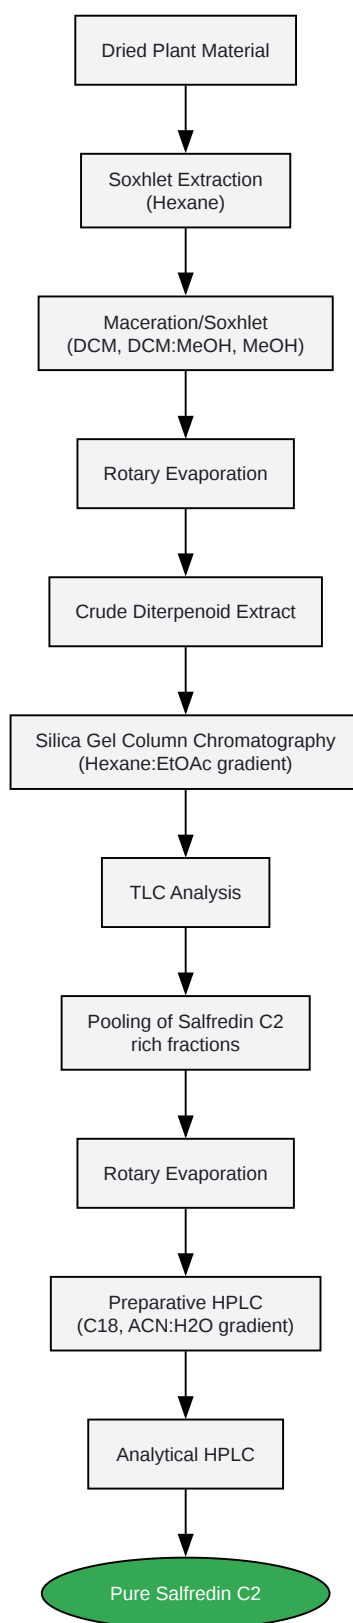 Dried Plant Material
Soxhlet Extraction
(Hexane)
Maceration/Soxhlet
(DCM, DCM:MeOH, MeOH)
Rotary Evaporation
Crude Diterpenoid Extract
Silica Gel Column Chromatography
(Hexane:EtOAc gradient)
TLC Analysis
Pooling of Salfredin C2
rich fractions
Rotary Evaporation
Preparative HPLC
(C18, ACN:H2O gradient)
Analytical HPLC
Pure Salfredin C2